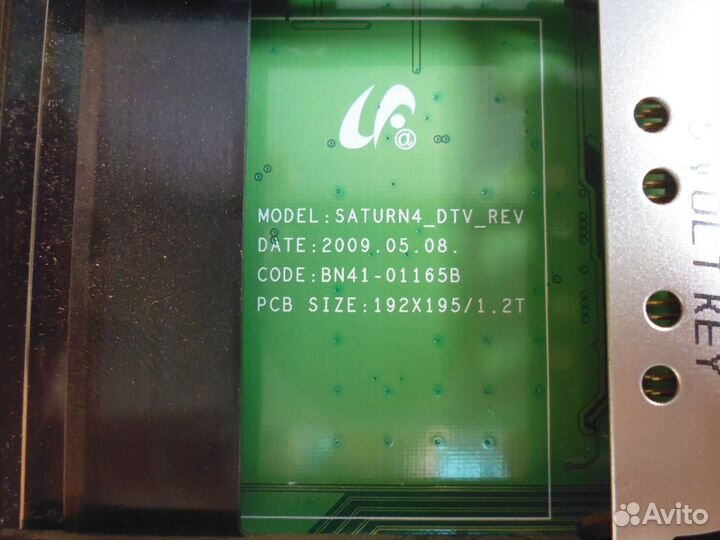 @
MODEL:SATURN4_DTV_REV
DATE:2009.05.08.
CODE:BN41-01165B
PCB SIZE:192X195/1.2T
Avito